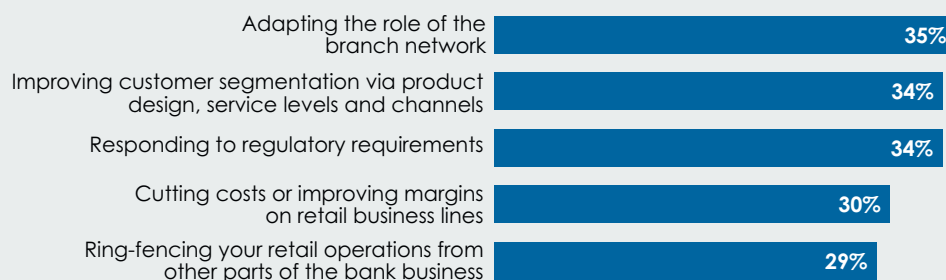 Adapting the role of the
branch network
35%
Improving customer segmentation via product
design, service levels and channels
34%
Responding to regulatory requirements
34%
Cutting costs or improving margins
on retail business lines
30%
Ring-fencing your retail operations from
other parts of the bank business
29%